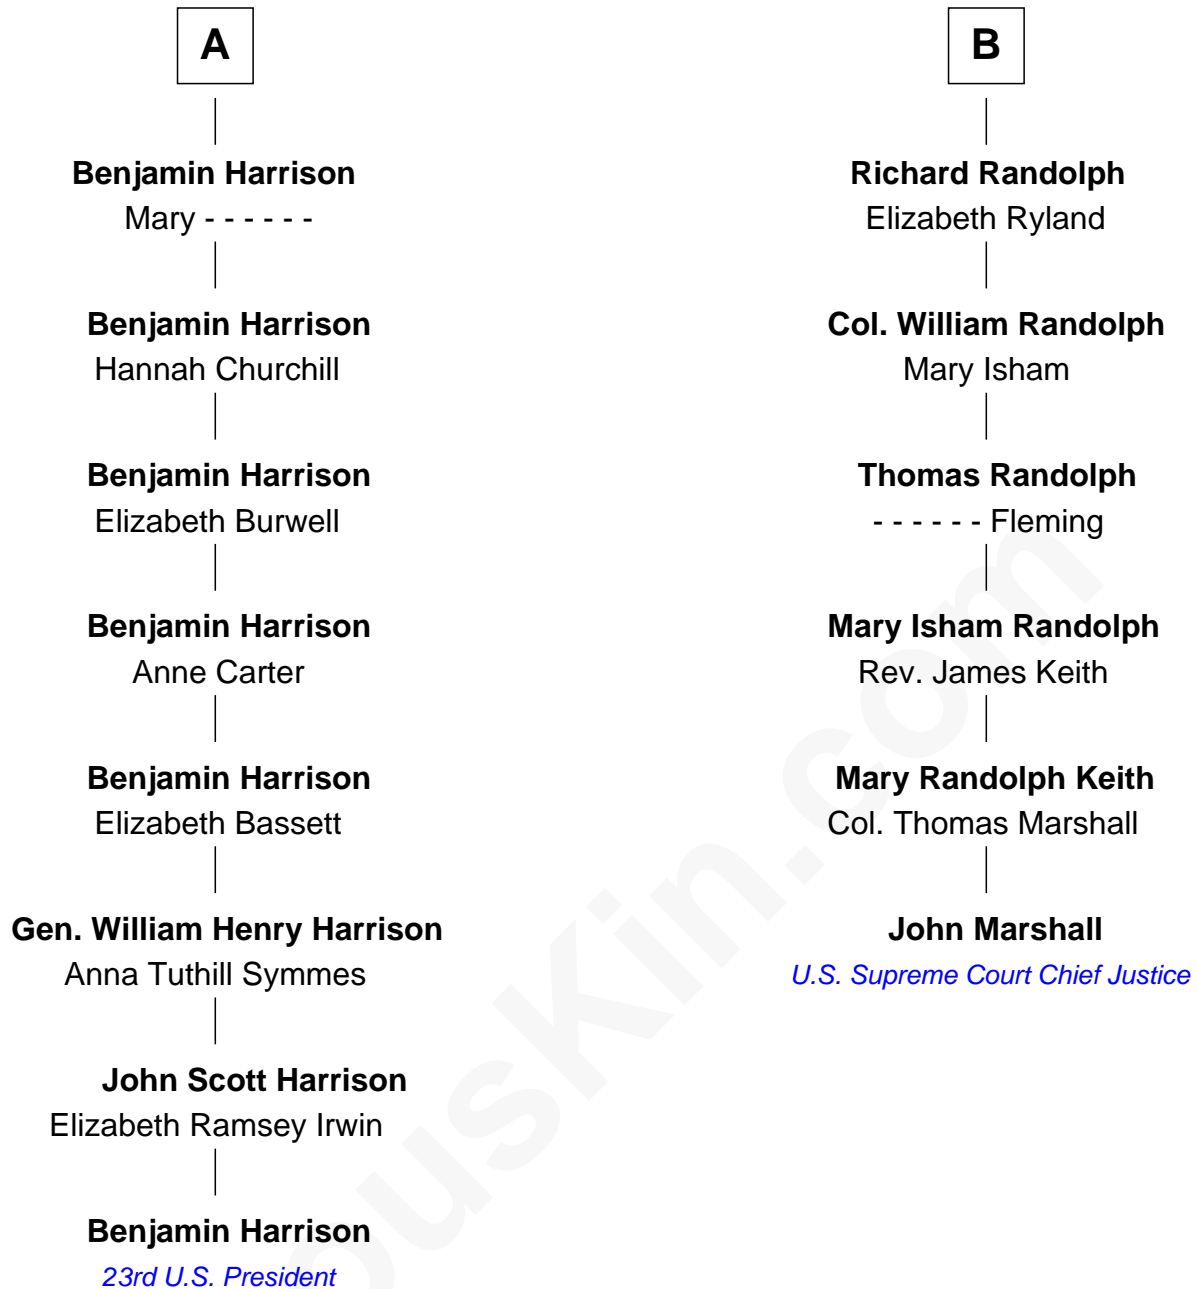 A
Benjamin Harrison
Mary - - - - - -
Benjamin Harrison
Hannah Churchill
Benjamin Harrison
Elizabeth Burwell
Benjamin Harrison
Anne Carter
Benjamin Harrison
Elizabeth Bassett
Gen. William Henry Harrison
Anna Tuthill Symmes
John Scott Harrison
Elizabeth Ramsey Irwin
Benjamin Harrison
23rd U.S. President
B
Richard Randolph
Elizabeth Ryland
Col. William Randolph
Mary Isham
Thomas Randolph
- - - - - - Fleming
Mary Isham Randolph
Rev. James Keith
Mary Randolph Keith
Col. Thomas Marshall
John Marshall
U.S. Supreme Court Chief Justice
ousKin.com